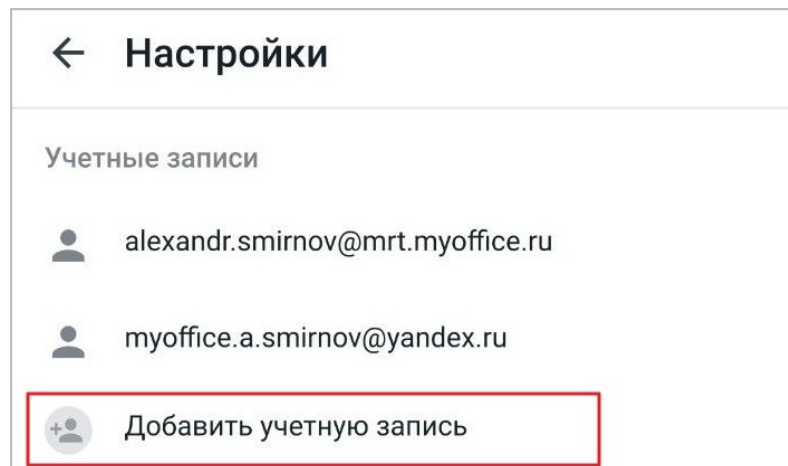 Настройки
Учетные записи
alexandr.smirnov@mrt.myoffice.ru
myoffice.a.smirnov@yandex.ru
Добавить учетную запись